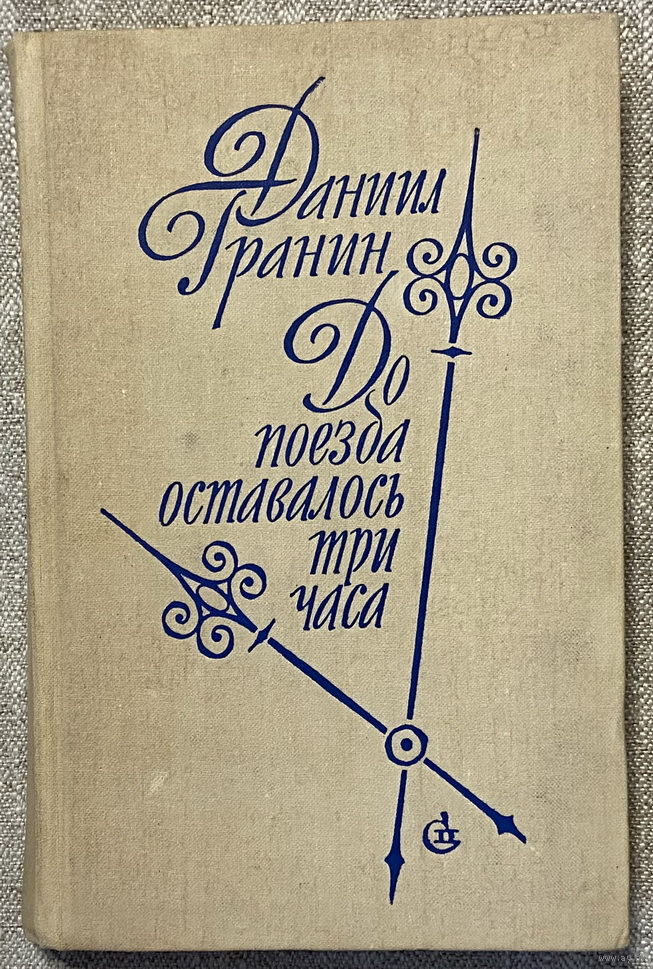 Даниил
Гранин
До
поезда
оставалось
три
часа